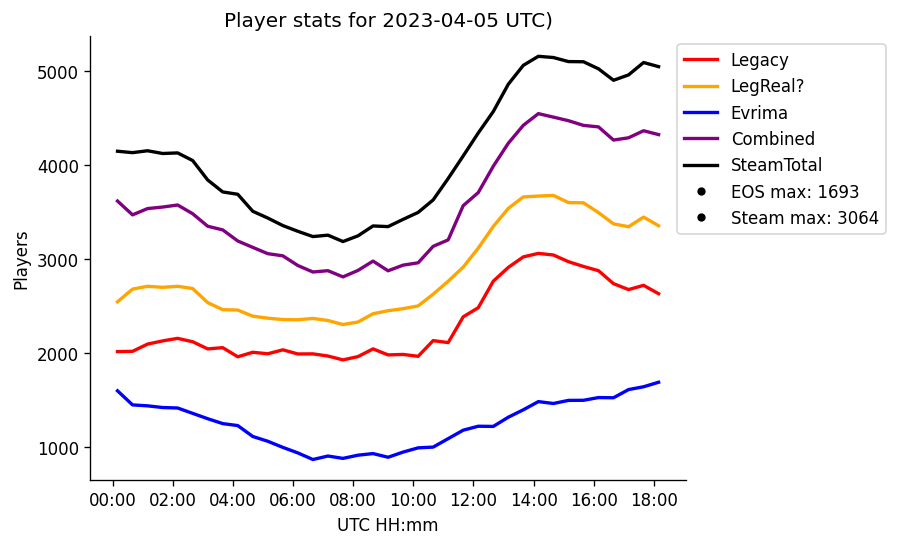 Player stats for 2023-04-05 UTC)
Players
5000
4000
3000
2000
1000
00:00 02:00 04:00 06:00 08:00 10:00 12:00 14:00 16:00 18:00
UTC HH:mm
Legacy
LegReal?
Evrima
Combined
SteamTotal
EOS max: 1693
Steam max: 3064